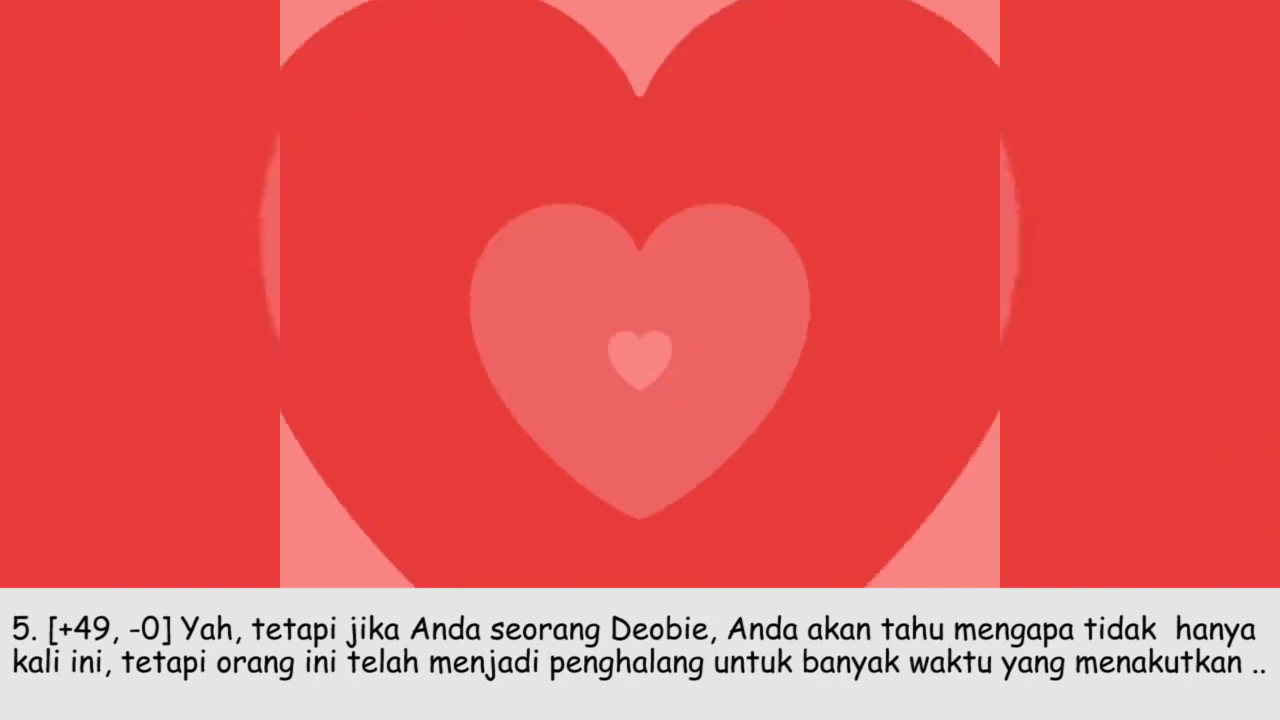 5. [+49, -0] Yah, tetapi jika Anda seorang Deobie, Anda akan tahu mengapa tidak  hanya
kali ini, tetapi orang ini telah menjadi penghalang untuk banyak waktu yang menakutkan ..